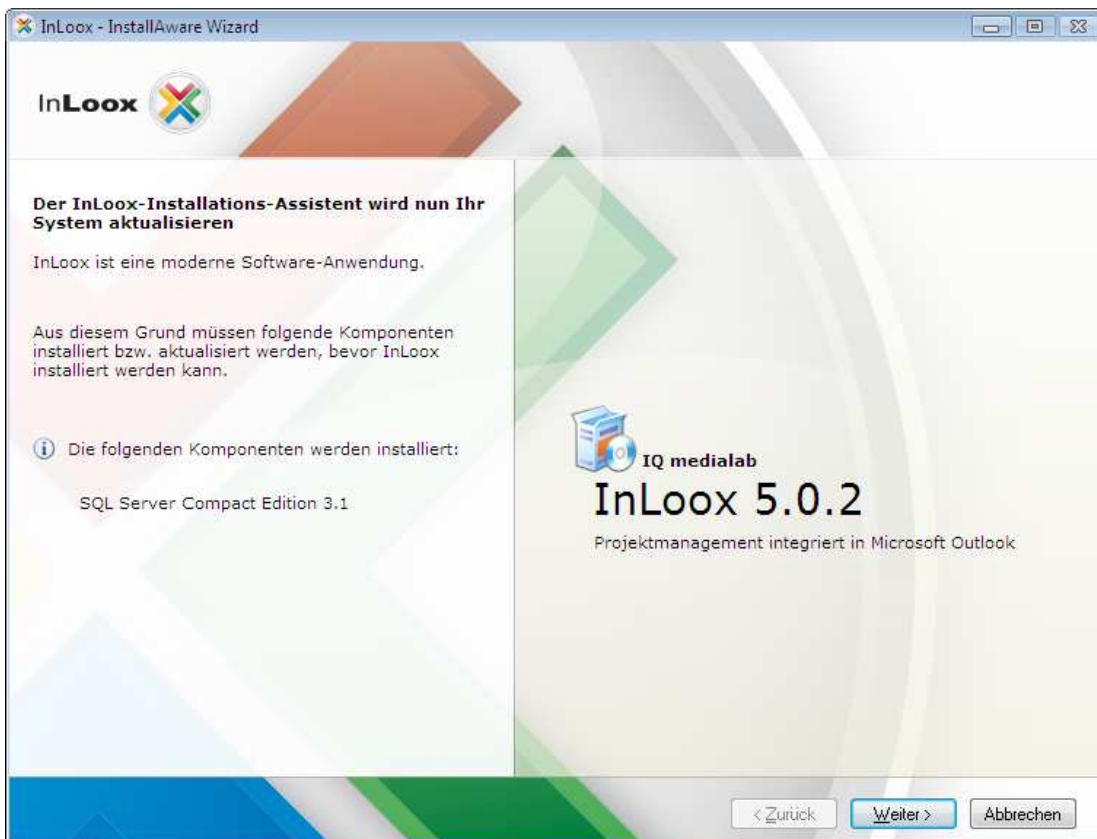 InLoox - InstallAware Wizard
InLoox
Der InLoox-Installations-Assistent wird nun Ihr
System aktualisieren
InLoox ist eine moderne Software-Anwendung.
Aus diesem Grund müssen folgende Komponenten
installiert bzw. aktualisiert werden, bevor InLoox
installiert werden kann.
Die folgenden Komponenten werden installiert:
SQL Server Compact Edition 3.1
IQ medialab
InLoox 5.0.2
Projektmanagement integriert in Microsoft Outlook
< Zurück
Weiter >
Abbrechen